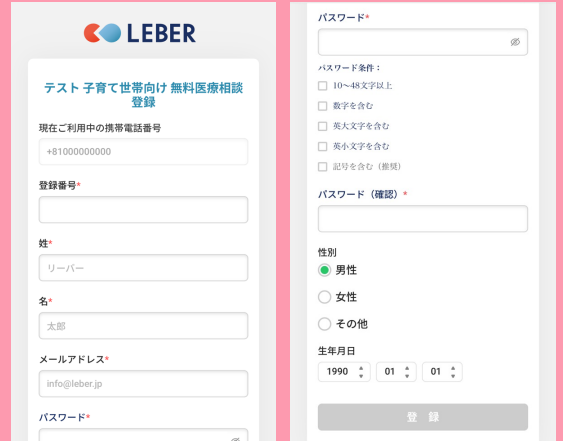 LEBER
テスト 子育て世帯向け 無料医療相談
登録
現在ご利用中の携帯電話番号
+81000000000
登録番号*
姓*
リーバー
名*
太郎
メールアドレス*
info@leber.jp
パスワード*
パスワード*
パスワード条件：
10〜48文字以上
数字を含む
英大文字を含む
英小文字を含む
記号を含む（推奨）
パスワード（確認）*
性別
男性
女性
その他
生年月日
1990 01 01
登 録